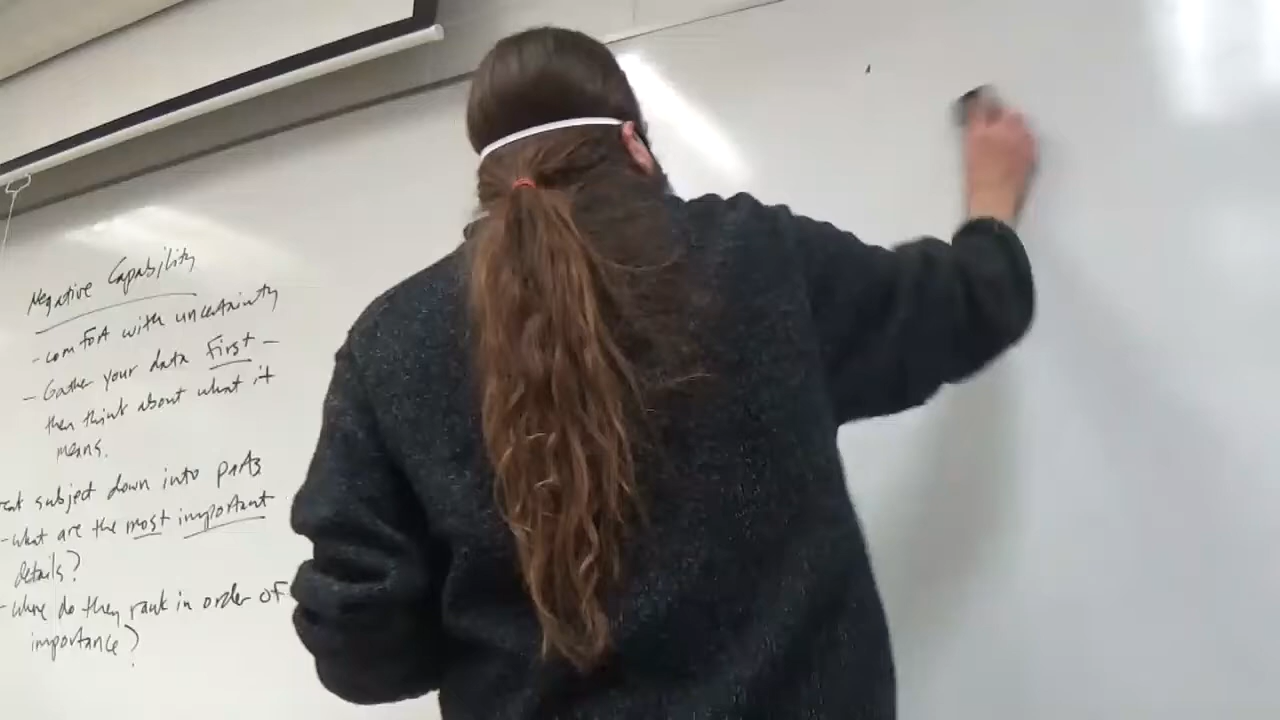 Negative Capability
- comfort with uncertainty
- Gather your data first -
then think about what it
means.
subject down into parts
- what are the most important
details?
- Where do they rank in order of
importance?